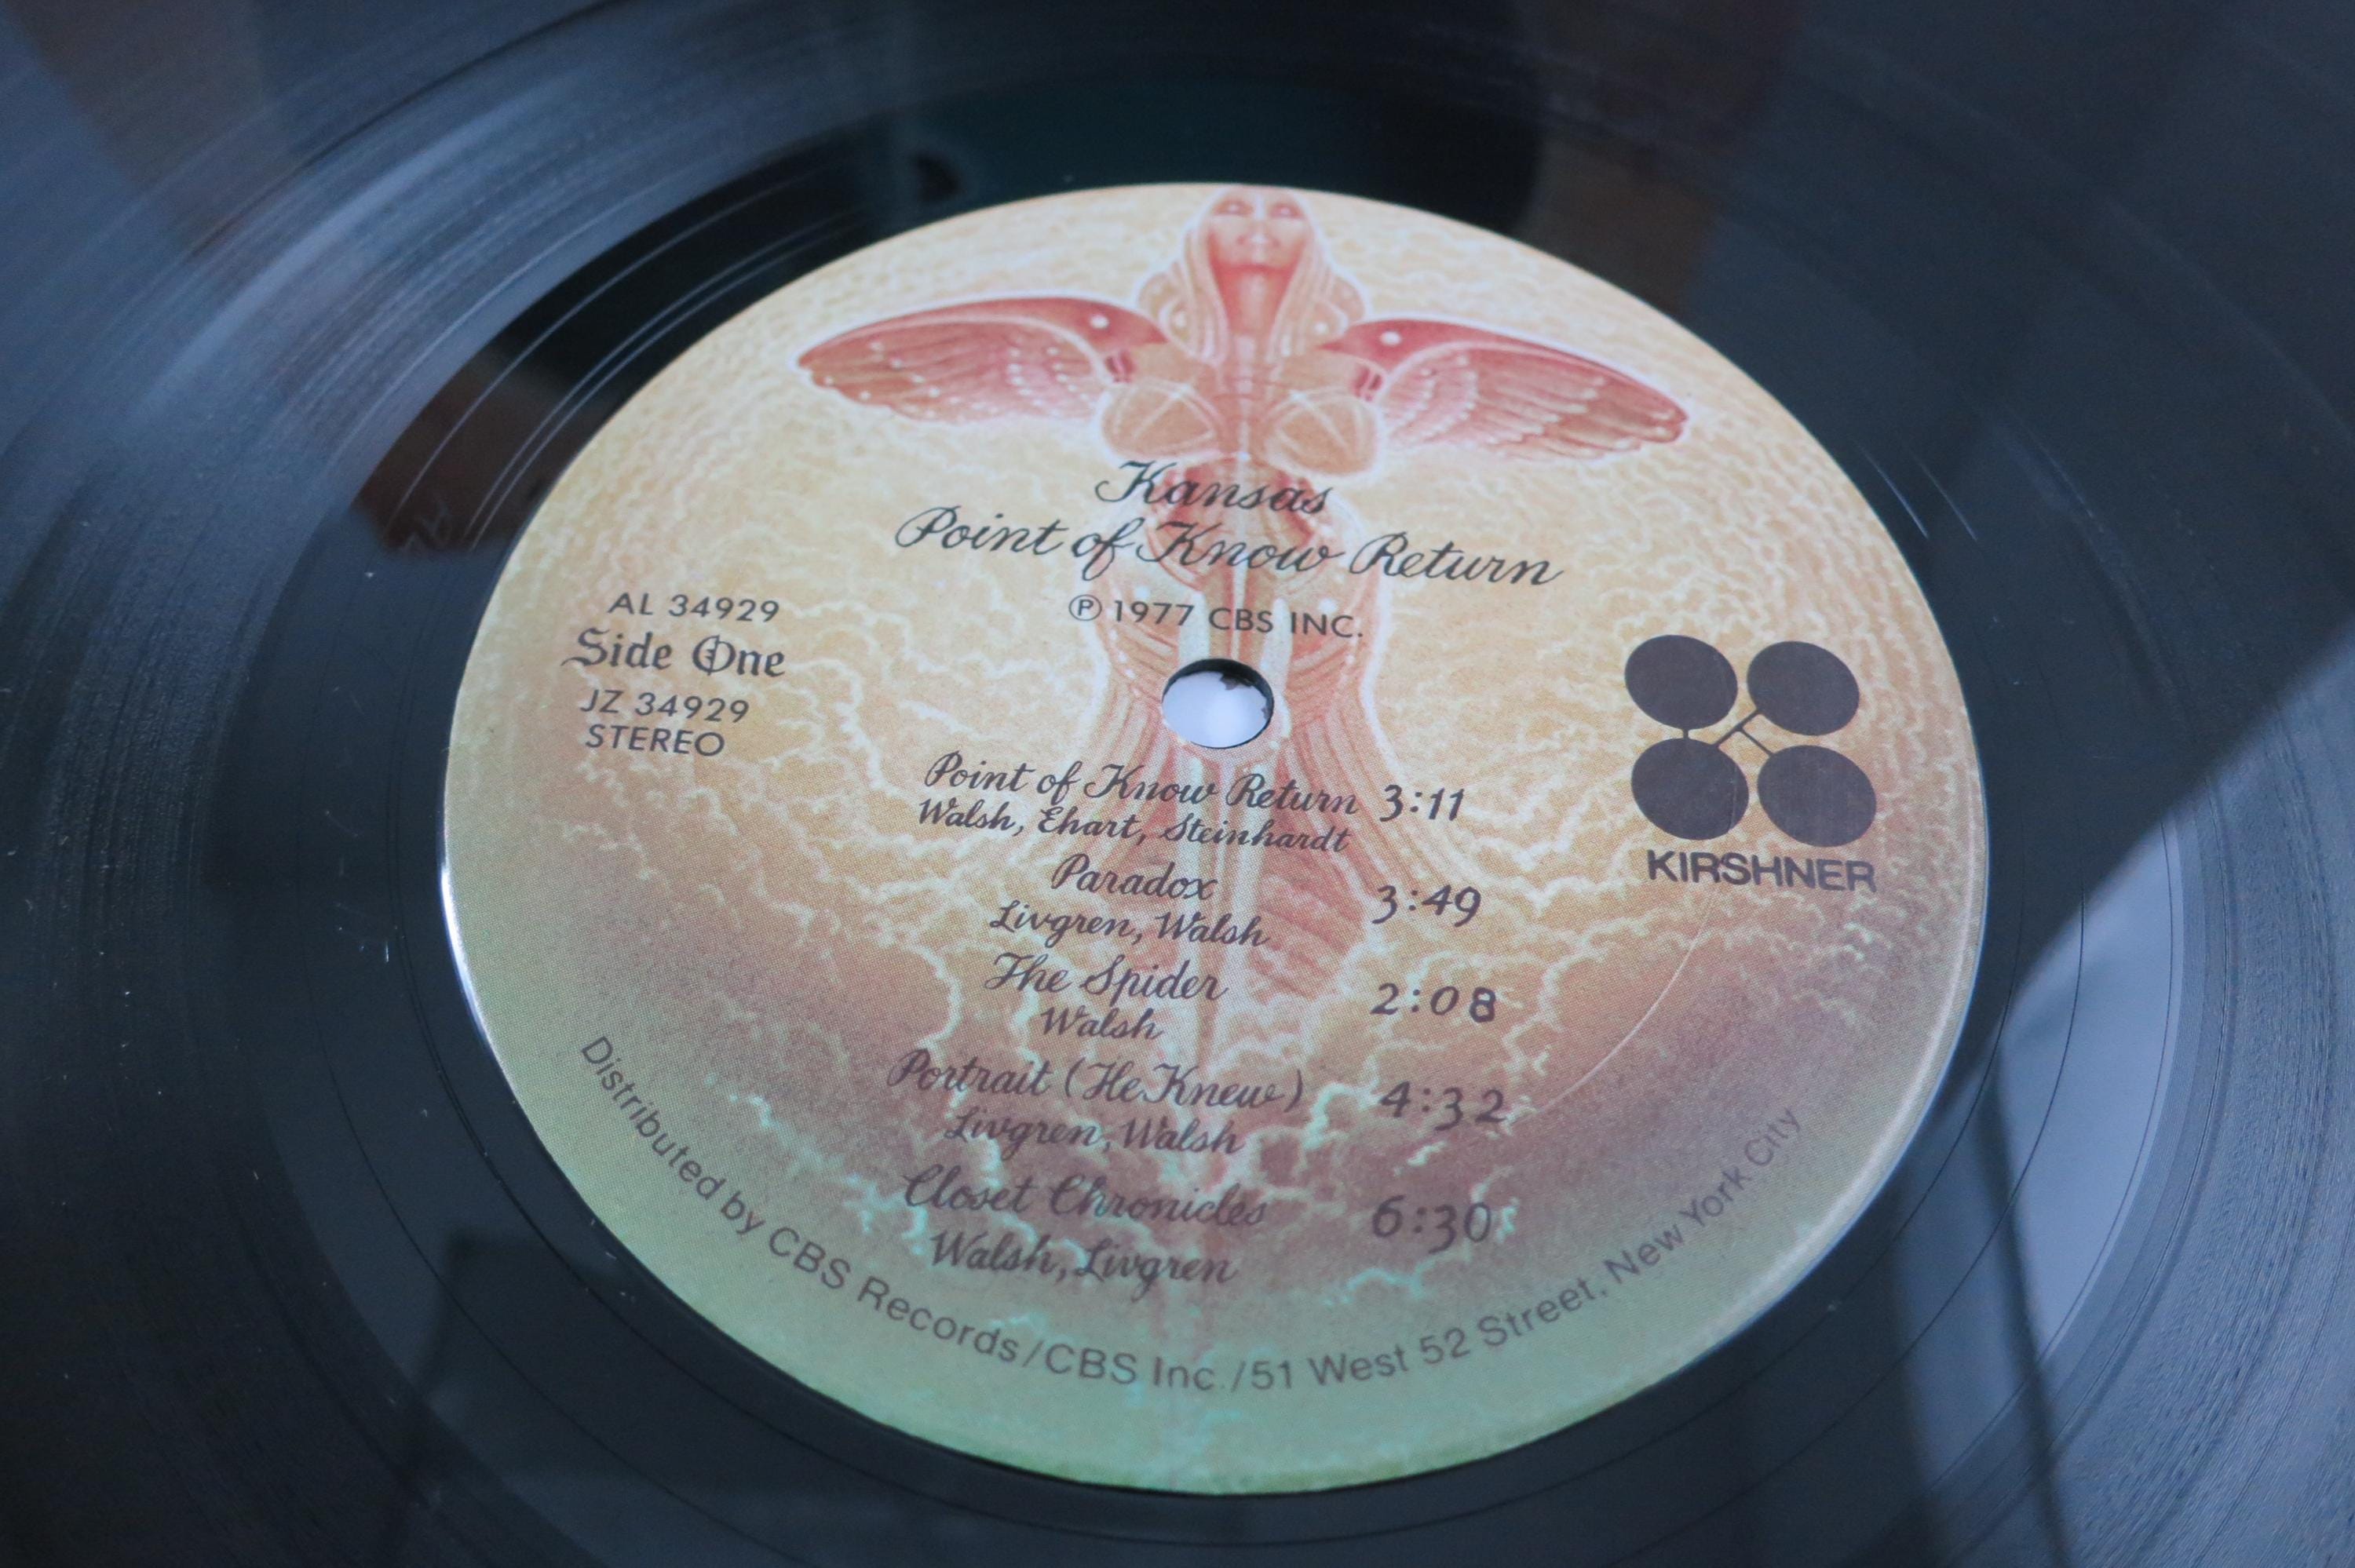 Kansas
Point of Know Return
℗ 1977 CBS INC.
AL 34929
Side One
JZ 34929
STEREO
KIRSHNER
Point of Know Return 3:11
Walsh, Ehart, Steinhardt
Paradox 3:49
Livgren, Walsh
The Spider 2:08
Walsh
Portrait (He Knew) 4:32
Livgren, Walsh
Closet Chronicles 6:30
Walsh, Livgren
Distributed by CBS Records/CBS Inc./51 West 52 Street, New York City